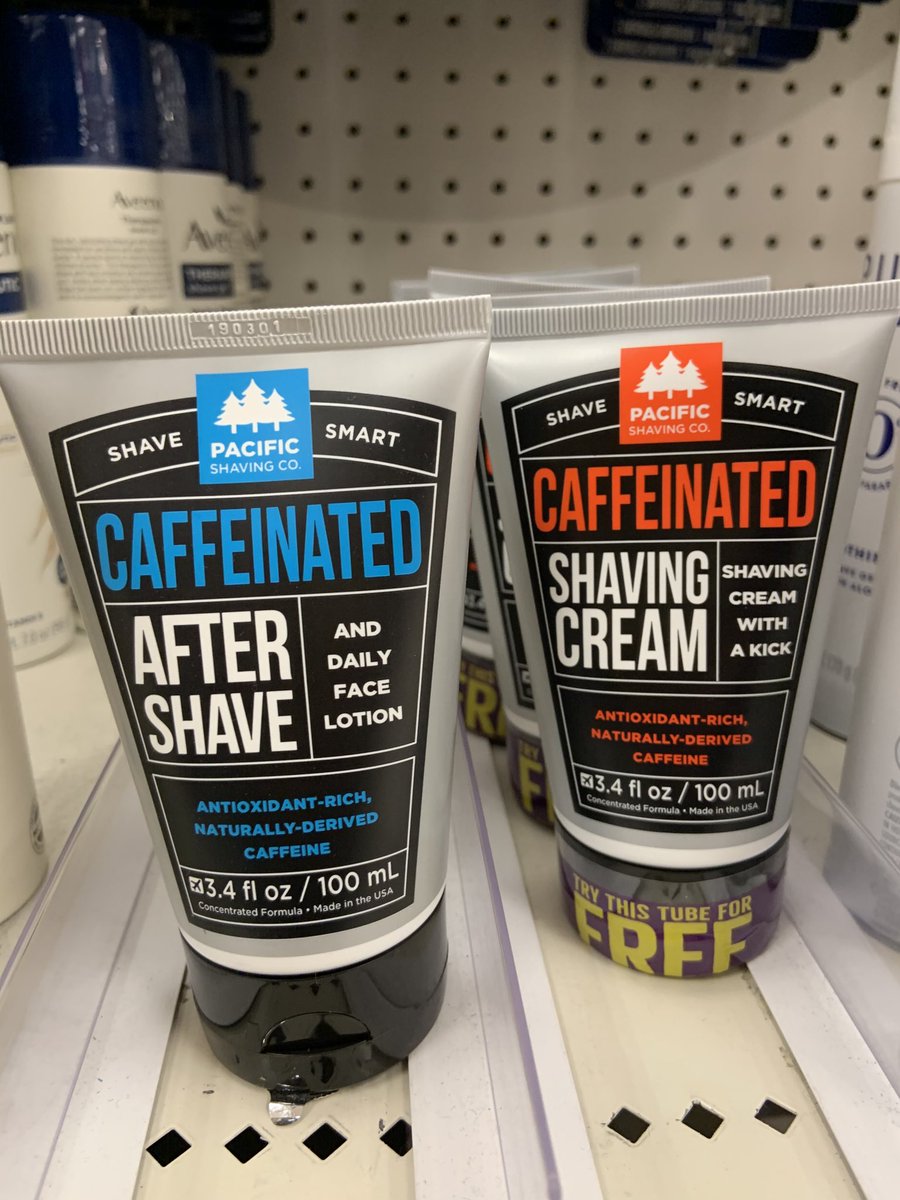 190301
SHAVE SMART
PACIFIC
SHAVING CO.
CAFFEINATED
AFTER
SHAVE
AND
DAILY
FACE
LOTION
ANTIOXIDANT-RICH,
NATURALLY-DERIVED
CAFFEINE
3.4 fl oz / 100 mL
Concentrated Formula • Made in the USA
SHAVE SMART
PACIFIC
SHAVING CO.
CAFFEINATED
SHAVING
CREAM
SHAVING
CREAM
WITH
A KICK
ANTIOXIDANT-RICH,
NATURALLY-DERIVED
CAFFEINE
3.4 fl oz / 100 mL
Concentrated Formula • Made in the USA
TRY THIS TUBE FOR
FREE